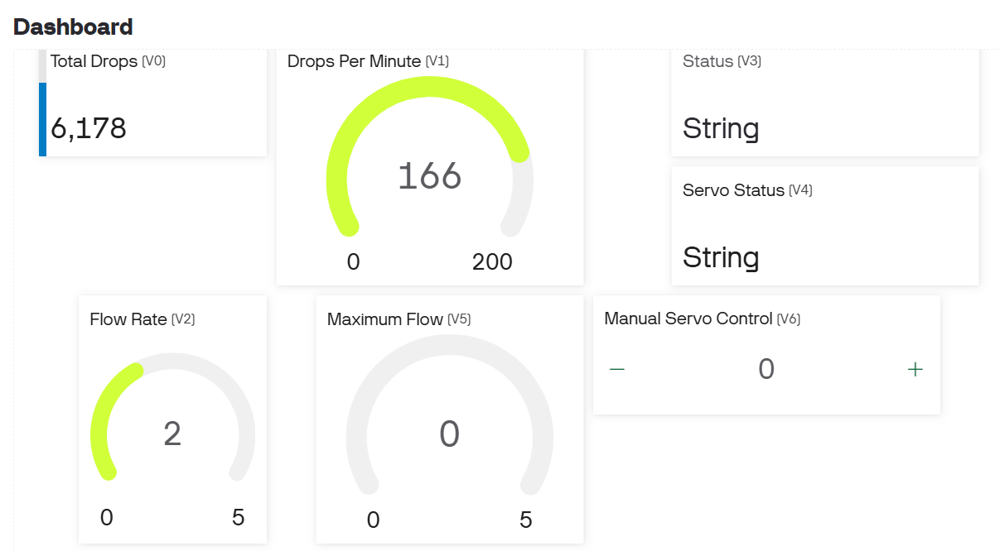 Dashboard
Total Drops (V0)
6,178
Drops Per Minute (V1)
166
0
200
Status (V3)
String
Servo Status (V4)
String
Flow Rate (V2)
2
0
5
Maximum Flow (V5)
0
0
5
Manual Servo Control (V6)
− 0 +